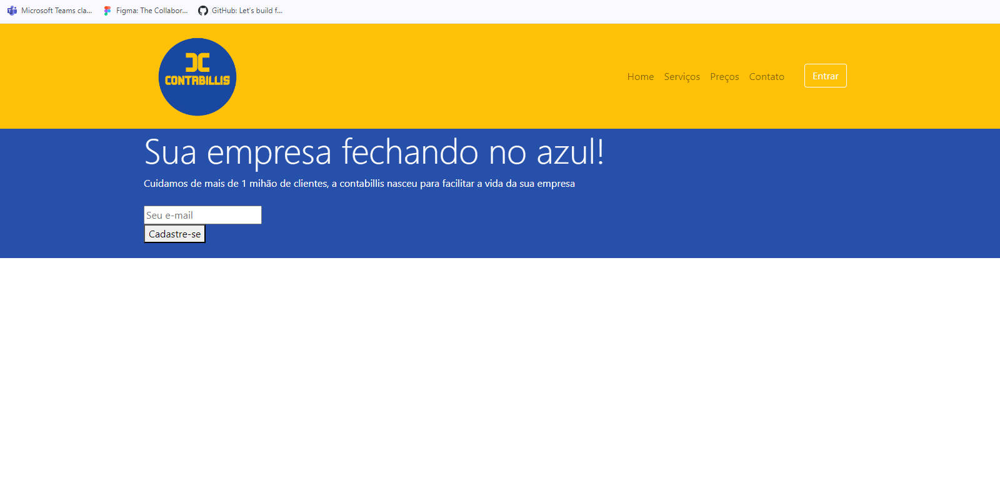 Microsoft Teams cla... Figma: The Collabor... GitHub: Let's build f...
CONTABILLIS
Home Serviços Preços Contato Entrar
Sua empresa fechando no azul!
Cuidamos de mais de 1 mihão de clientes, a contabillis nasceu para facilitar a vida da sua empresa
Seu e-mail
Cadastre-se